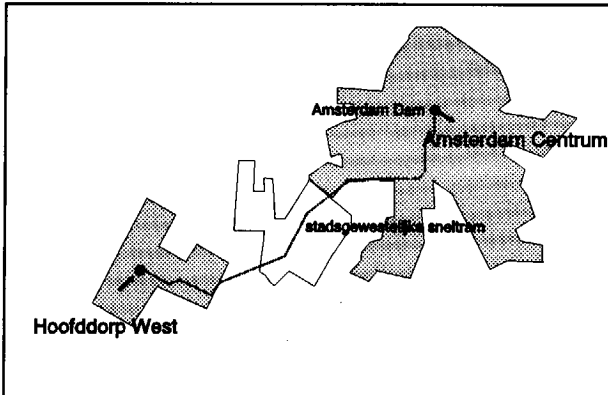 Amsterdam Dam
Amsterdam Centrum
stadsgewestelijke sneltram
Hoofddorp West